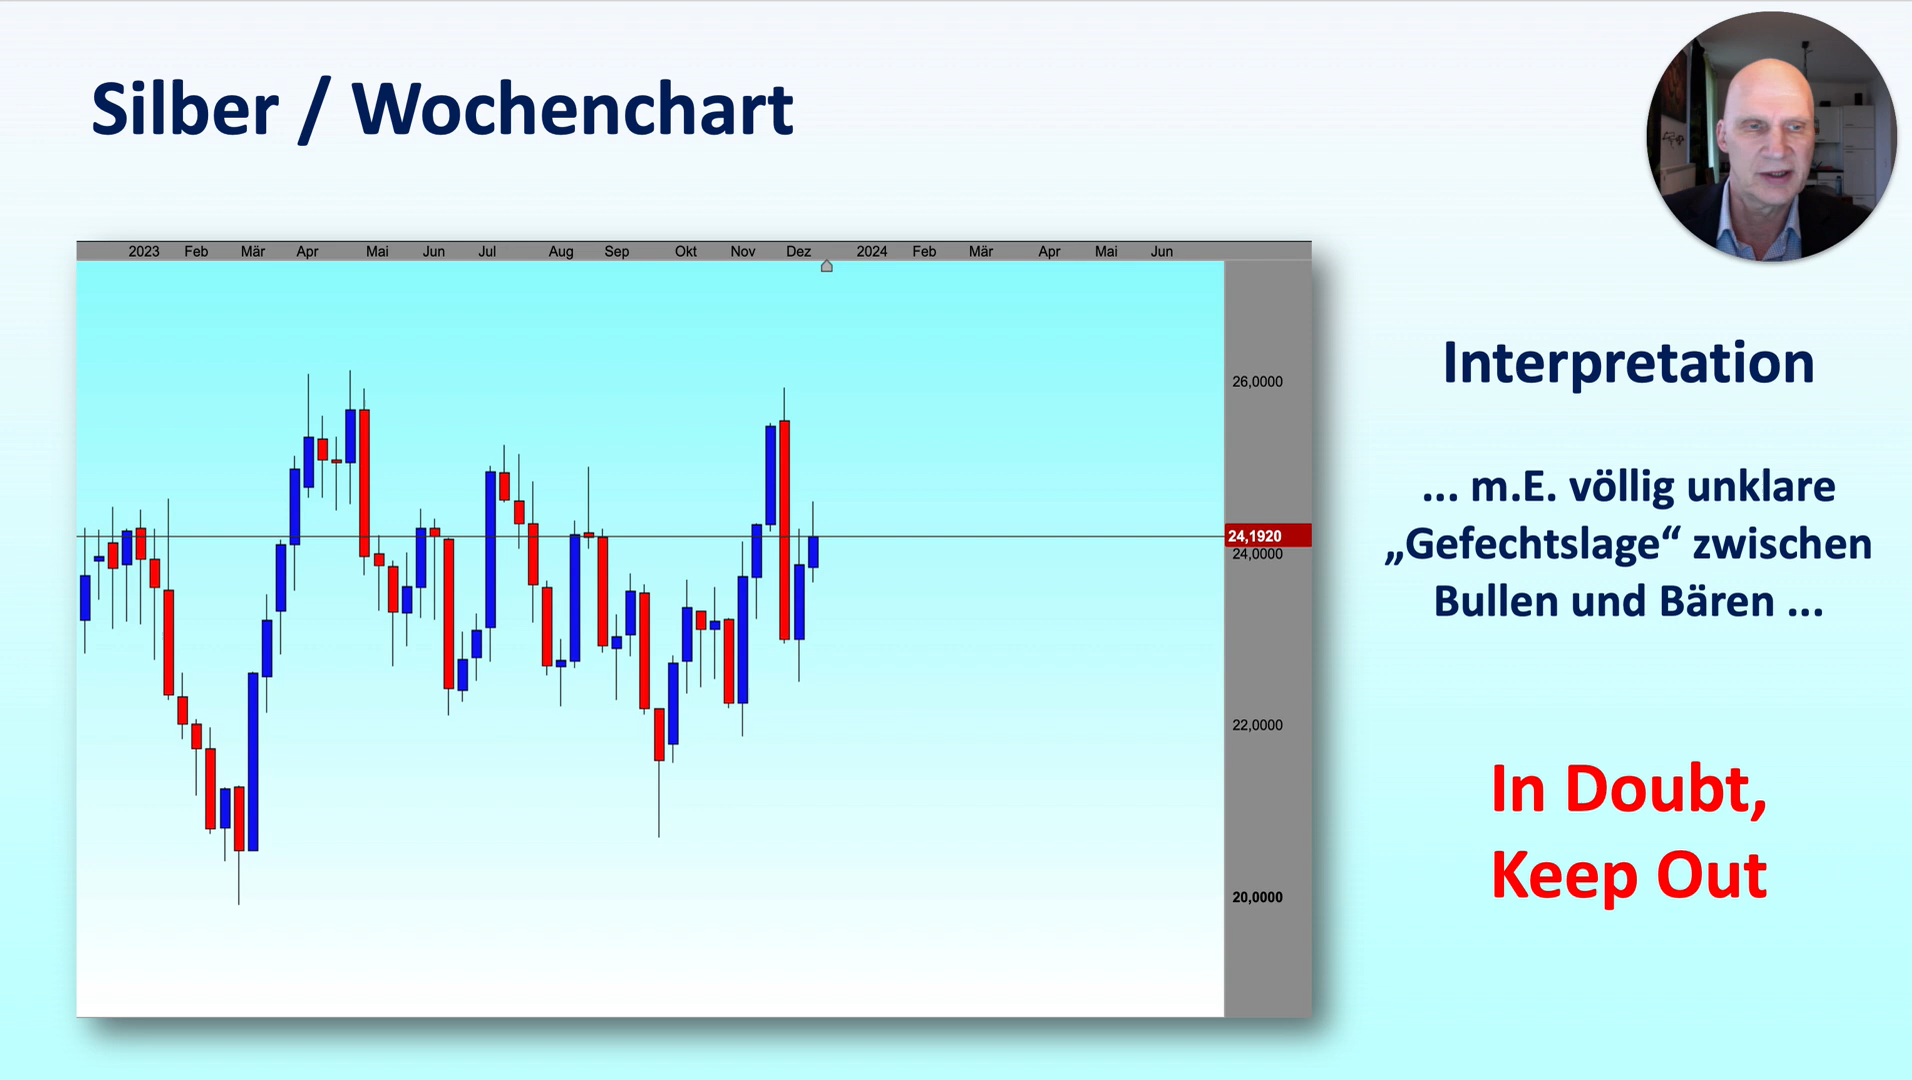 Silber / Wochenchart
2023 Feb Mär Apr Mai Jun Jul Aug Sep Okt Nov Dez 2024 Feb Mär Apr Mai Jun
26,0000
24,1920
24,0000
22,0000
20,0000
Interpretation
... m.E. völlig unklare
„Gefechtslage“ zwischen
Bullen und Bären ...
In Doubt,
Keep Out